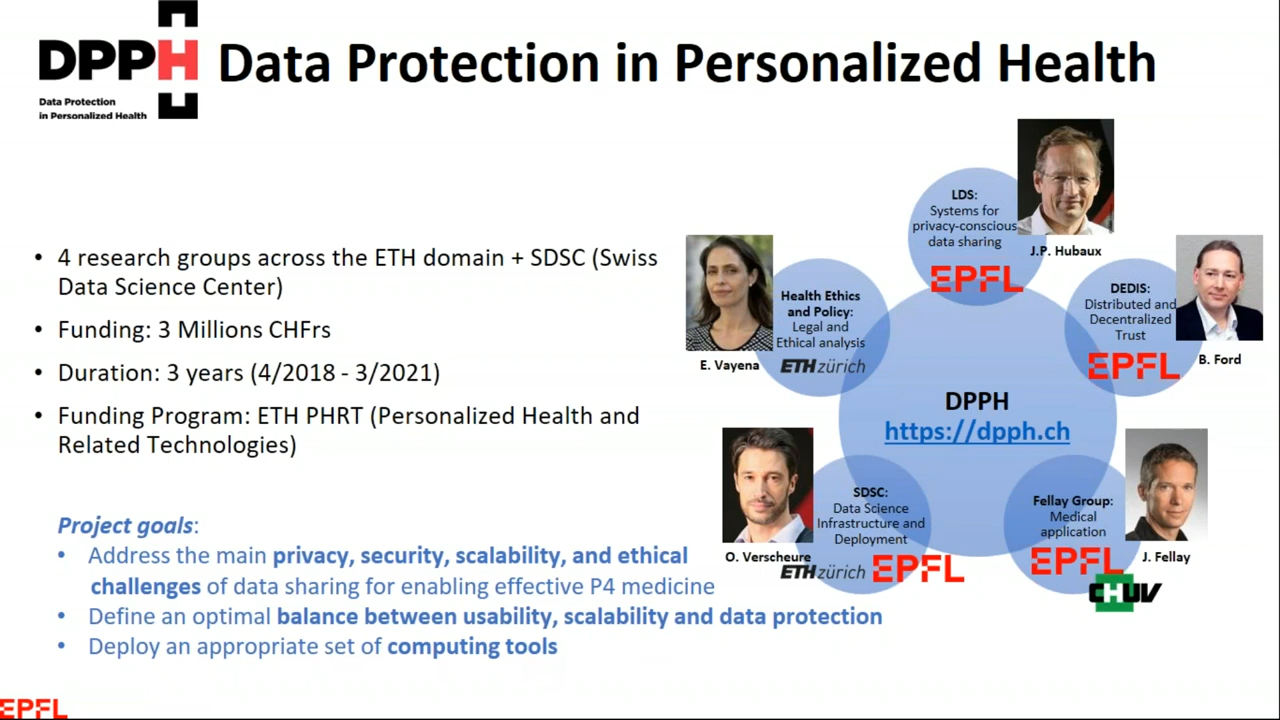 DPPH
Data Protection
in Personalized Health
Data Protection in Personalized Health
• 4 research groups across the ETH domain + SDSC (Swiss
Data Science Center)
• Funding: 3 Millions CHFrs
• Duration: 3 years (4/2018 - 3/2021)
• Funding Program: ETH PHRT (Personalized Health and
Related Technologies)
Project goals:
• Address the main privacy, security, scalability, and ethical
challenges of data sharing for enabling effective P4 medicine
• Define an optimal balance between usability, scalability and data protection
• Deploy an appropriate set of computing tools
LDS:
Systems for
privacy-conscious
data sharing
EPFL
J.P. Hubaux
Health Ethics
and Policy:
Legal and
Ethical analysis
ETH zürich
E. Vayena
DEDIS:
Distributed and
Decentralized
Trust
EPFL
B. Ford
DPPH
https://dpph.ch
SDSC:
Data Science
Infrastructure and
Deployment
O. Verscheure
ETH zürich EPFL
Fellay Group:
Medical
application
EPFL
J. Fellay
CHUV
EPFL